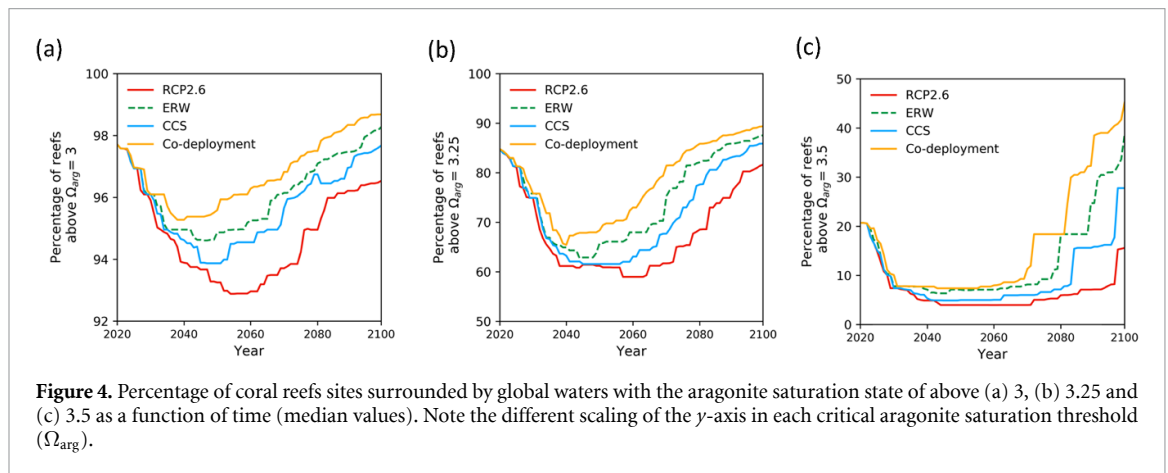 (a)
Percentage of reefs
above Ωarg= 3
100
98
96
94
92
RCP2.6
ERW
CCS
Co-deployment
2020 2040 2060 2080 2100
Year
(b)
Percentage of reefs
above Ωarg= 3.25
100
90
80
70
60
50
RCP2.6
ERW
CCS
Co-deployment
2020 2040 2060 2080 2100
Year
(c)
Percentage of reefs
above Ωarg= 3.5
50
40
30
20
10
0
RCP2.6
ERW
CCS
Co-deployment
2020 2040 2060 2080 2100
Year
Figure 4. Percentage of coral reefs sites surrounded by global waters with the aragonite saturation state of above (a) 3, (b) 3.25 and
(c) 3.5 as a function of time (median values). Note the different scaling of the y-axis in each critical aragonite saturation threshold
(Ωarg).